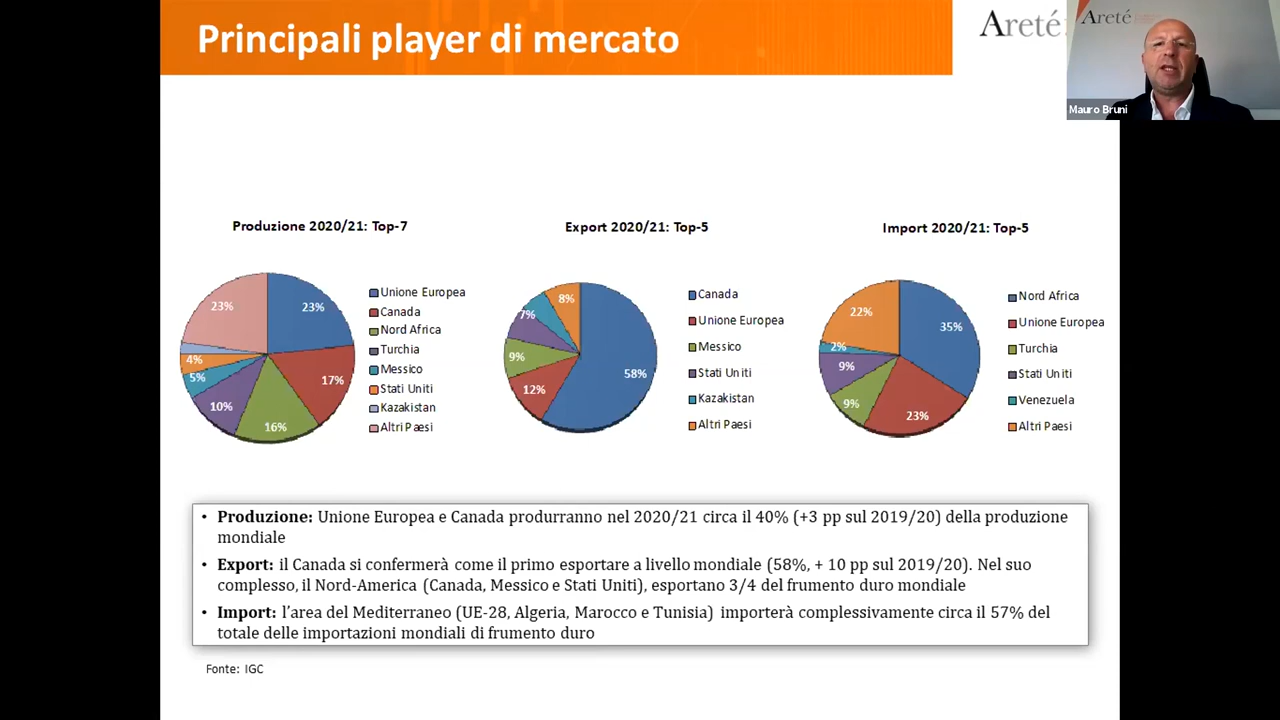 Principali player di mercato
Areté
Areté
Mauro Bruni
Produzione 2020/21: Top-7
23%
17%
16%
10%
5%
4%
23%
Unione Europea
Canada
Nord Africa
Turchia
Messico
Stati Uniti
Kazakistan
Altri Paesi
Export 2020/21: Top-5
58%
12%
9%
7%
8%
Canada
Unione Europea
Messico
Stati Uniti
Kazakistan
Altri Paesi
Import 2020/21: Top-5
35%
23%
9%
9%
2%
22%
Nord Africa
Unione Europea
Turchia
Stati Uniti
Venezuela
Altri Paesi
• Produzione: Unione Europea e Canada produrranno nel 2020/21 circa il 40% (+3 pp sul 2019/20) della produzione
mondiale
• Export: il Canada si confermerà come il primo esportare a livello mondiale (58%, + 10 pp sul 2019/20). Nel suo
complesso, il Nord-America (Canada, Messico e Stati Uniti), esportano 3/4 del frumento duro mondiale
• Import: l’area del Mediterraneo (UE-28, Algeria, Marocco e Tunisia) importerà complessivamente circa il 57% del
totale delle importazioni mondiali di frumento duro
Fonte: IGC